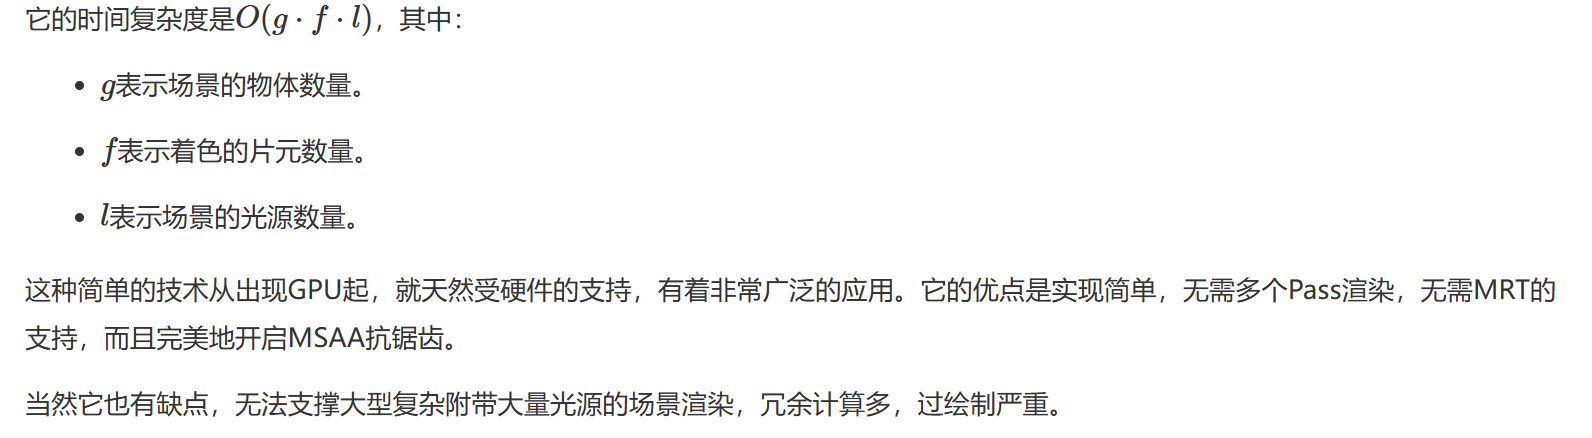 它的时间复杂度是O(g · f · l)，其中：
• g表示场景的物体数量。
• f表示着色的片元数量。
• l表示场景的光源数量。
这种简单的技术从出现GPU起，就天然受硬件的支持，有着非常广泛的应用。它的优点是实现简单，无需多个Pass渲染，无需MRT的
支持，而且完美地开启MSAA抗锯齿。
当然它也有缺点，无法支撑大型复杂附带大量光源的场景渲染，冗余计算多，过绘制严重。